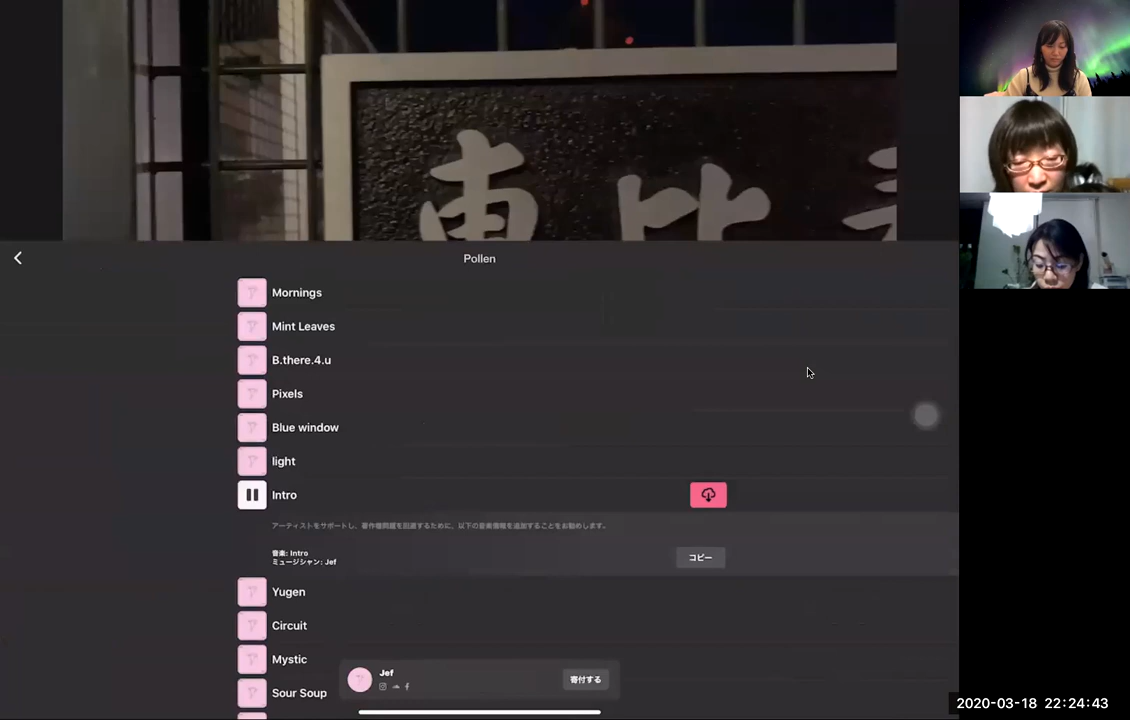 恵比
Pollen
Mornings
Mint Leaves
B.there.4.u
Pixels
Blue window
light
Intro
アーティストをサポートし、著作権問題を回避するために、以下の音楽情報を追加することをお勧めします。
音楽: Intro
ミュージシャン: Jef
コピー
Yugen
Circuit
Mystic
Sour Soup
Jef
寄付する
2020-03-18 22:24:43